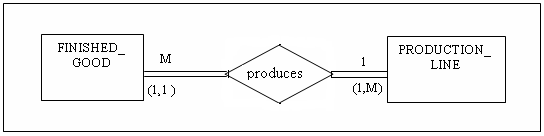 FINISHED_
GOOD
M
(1,1 )
produces
1
(1,M)
PRODUCTION_
LINE